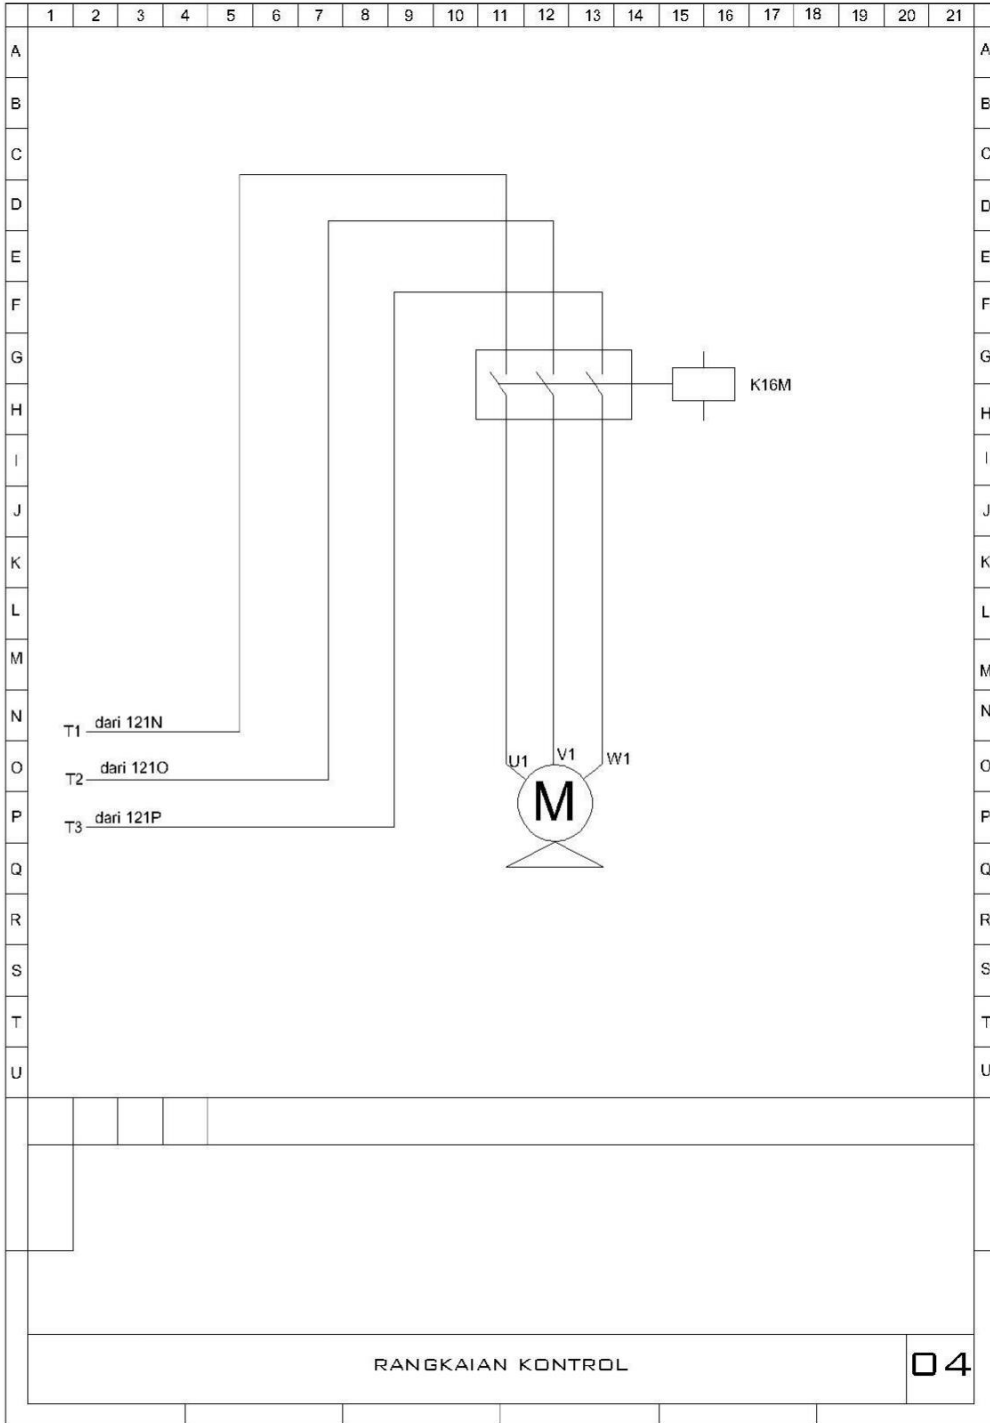 1 2 3 4 5 6 7 8 9 10 11 12 13 14 15 16 17 18 19 20 21
A A
B B
C C
D D
E E
F F
G G
K16M
H H
I I
J J
K K
L L
M M
N N
T1 dari 121N
U1 V1 W1
O O
T2 dari 121O
M
P P
T3 dari 121P
Q Q
R R
S S
T T
U U
RANGKAIAN KONTROL 04